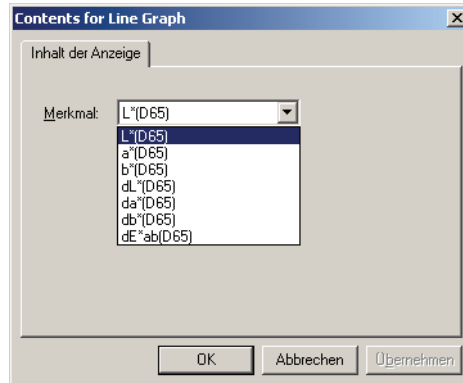 Contents for Line Graph
Inhalt der Anzeige
Merkmal: L*(D65)
L*(D65)
a*(D65)
b*(D65)
dL*(D65)
da*(D65)
db*(D65)
dE*ab(D65)
OK Abbrechen Übernehmen